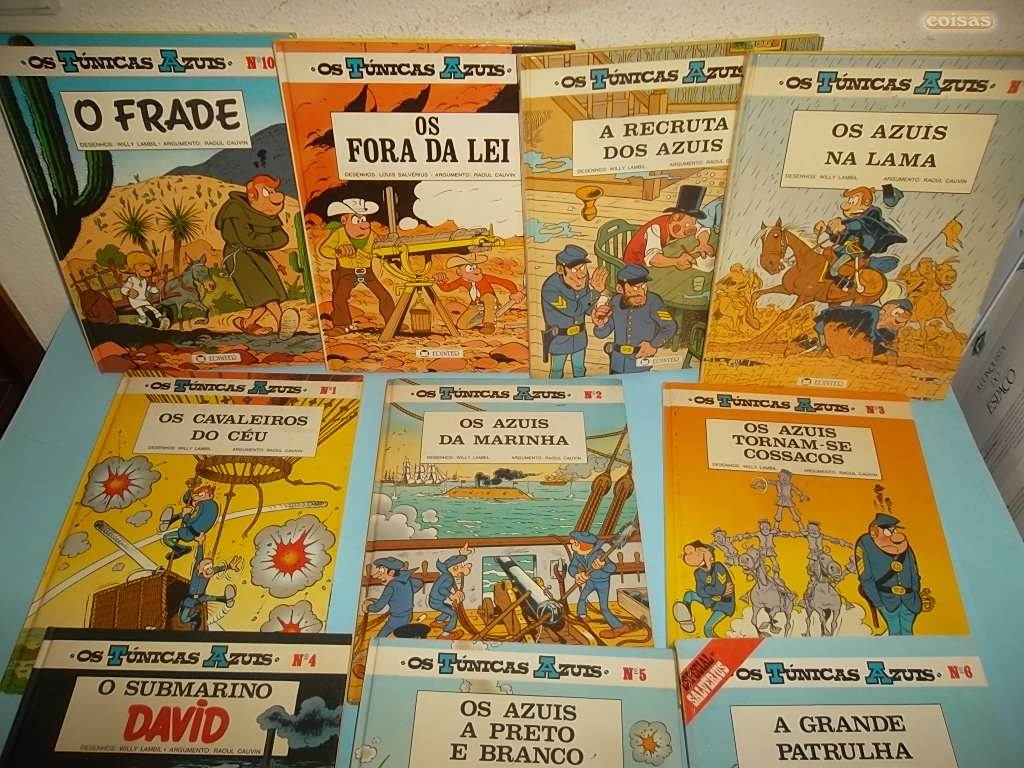 coisas
OS TÚNICAS AZUIS Nº10
O FRADE
DESENHOS: WILLY LAMBIL · ARGUMENTO: RAOUL CAUVIN
EDINTER
OS TÚNICAS AZUIS
OS
FORA DA LEI
DESENHOS: LOUIS SALVÉRIUS · ARGUMENTO: RAOUL CAUVIN
EDINTER
OS TÚNICAS AZUIS
A RECRUTA
DOS AZUIS
DESENHOS: WILLY LAMBIL ARGUMENTO: RAOUL
EDINTER
OS TÚNICAS AZUIS
OS AZUIS
NA LAMA
DESENHOS: WILLY LAMBIL ARGUMENTO: RAOUL CAUVIN
EDINTER
OS TÚNICAS AZUIS Nº1
OS CAVALEIROS
DO CÉU
DESENHOS: WILLY LAMBIL ARGUMENTO: RAOUL CAUVIN
OS TÚNICAS AZUIS Nº2
OS AZUIS
DA MARINHA
DESENHOS: WILLY LAMBIL ARGUMENTO: RAOUL CAUVIN
OS TÚNICAS AZUIS Nº3
OS AZUIS
TORNAM-SE
COSSACOS
DESENHOS: WILLY LAMBIL ARGUMENTO: RAOUL CAUVIN
ESPAÇO
OS TÚNICAS AZUIS Nº4
O SUBMARINO
DAVID
DESENHOS: WILLY LAMBIL · ARGUMENTO: RAOUL CAUVIN
OS TÚNICAS AZUIS Nº5
OS AZUIS
A PRETO
E BRANCO
ESPECIAL
SALVÉRIUS
OS TÚNICAS AZUIS Nº6
A GRANDE
PATRULHA